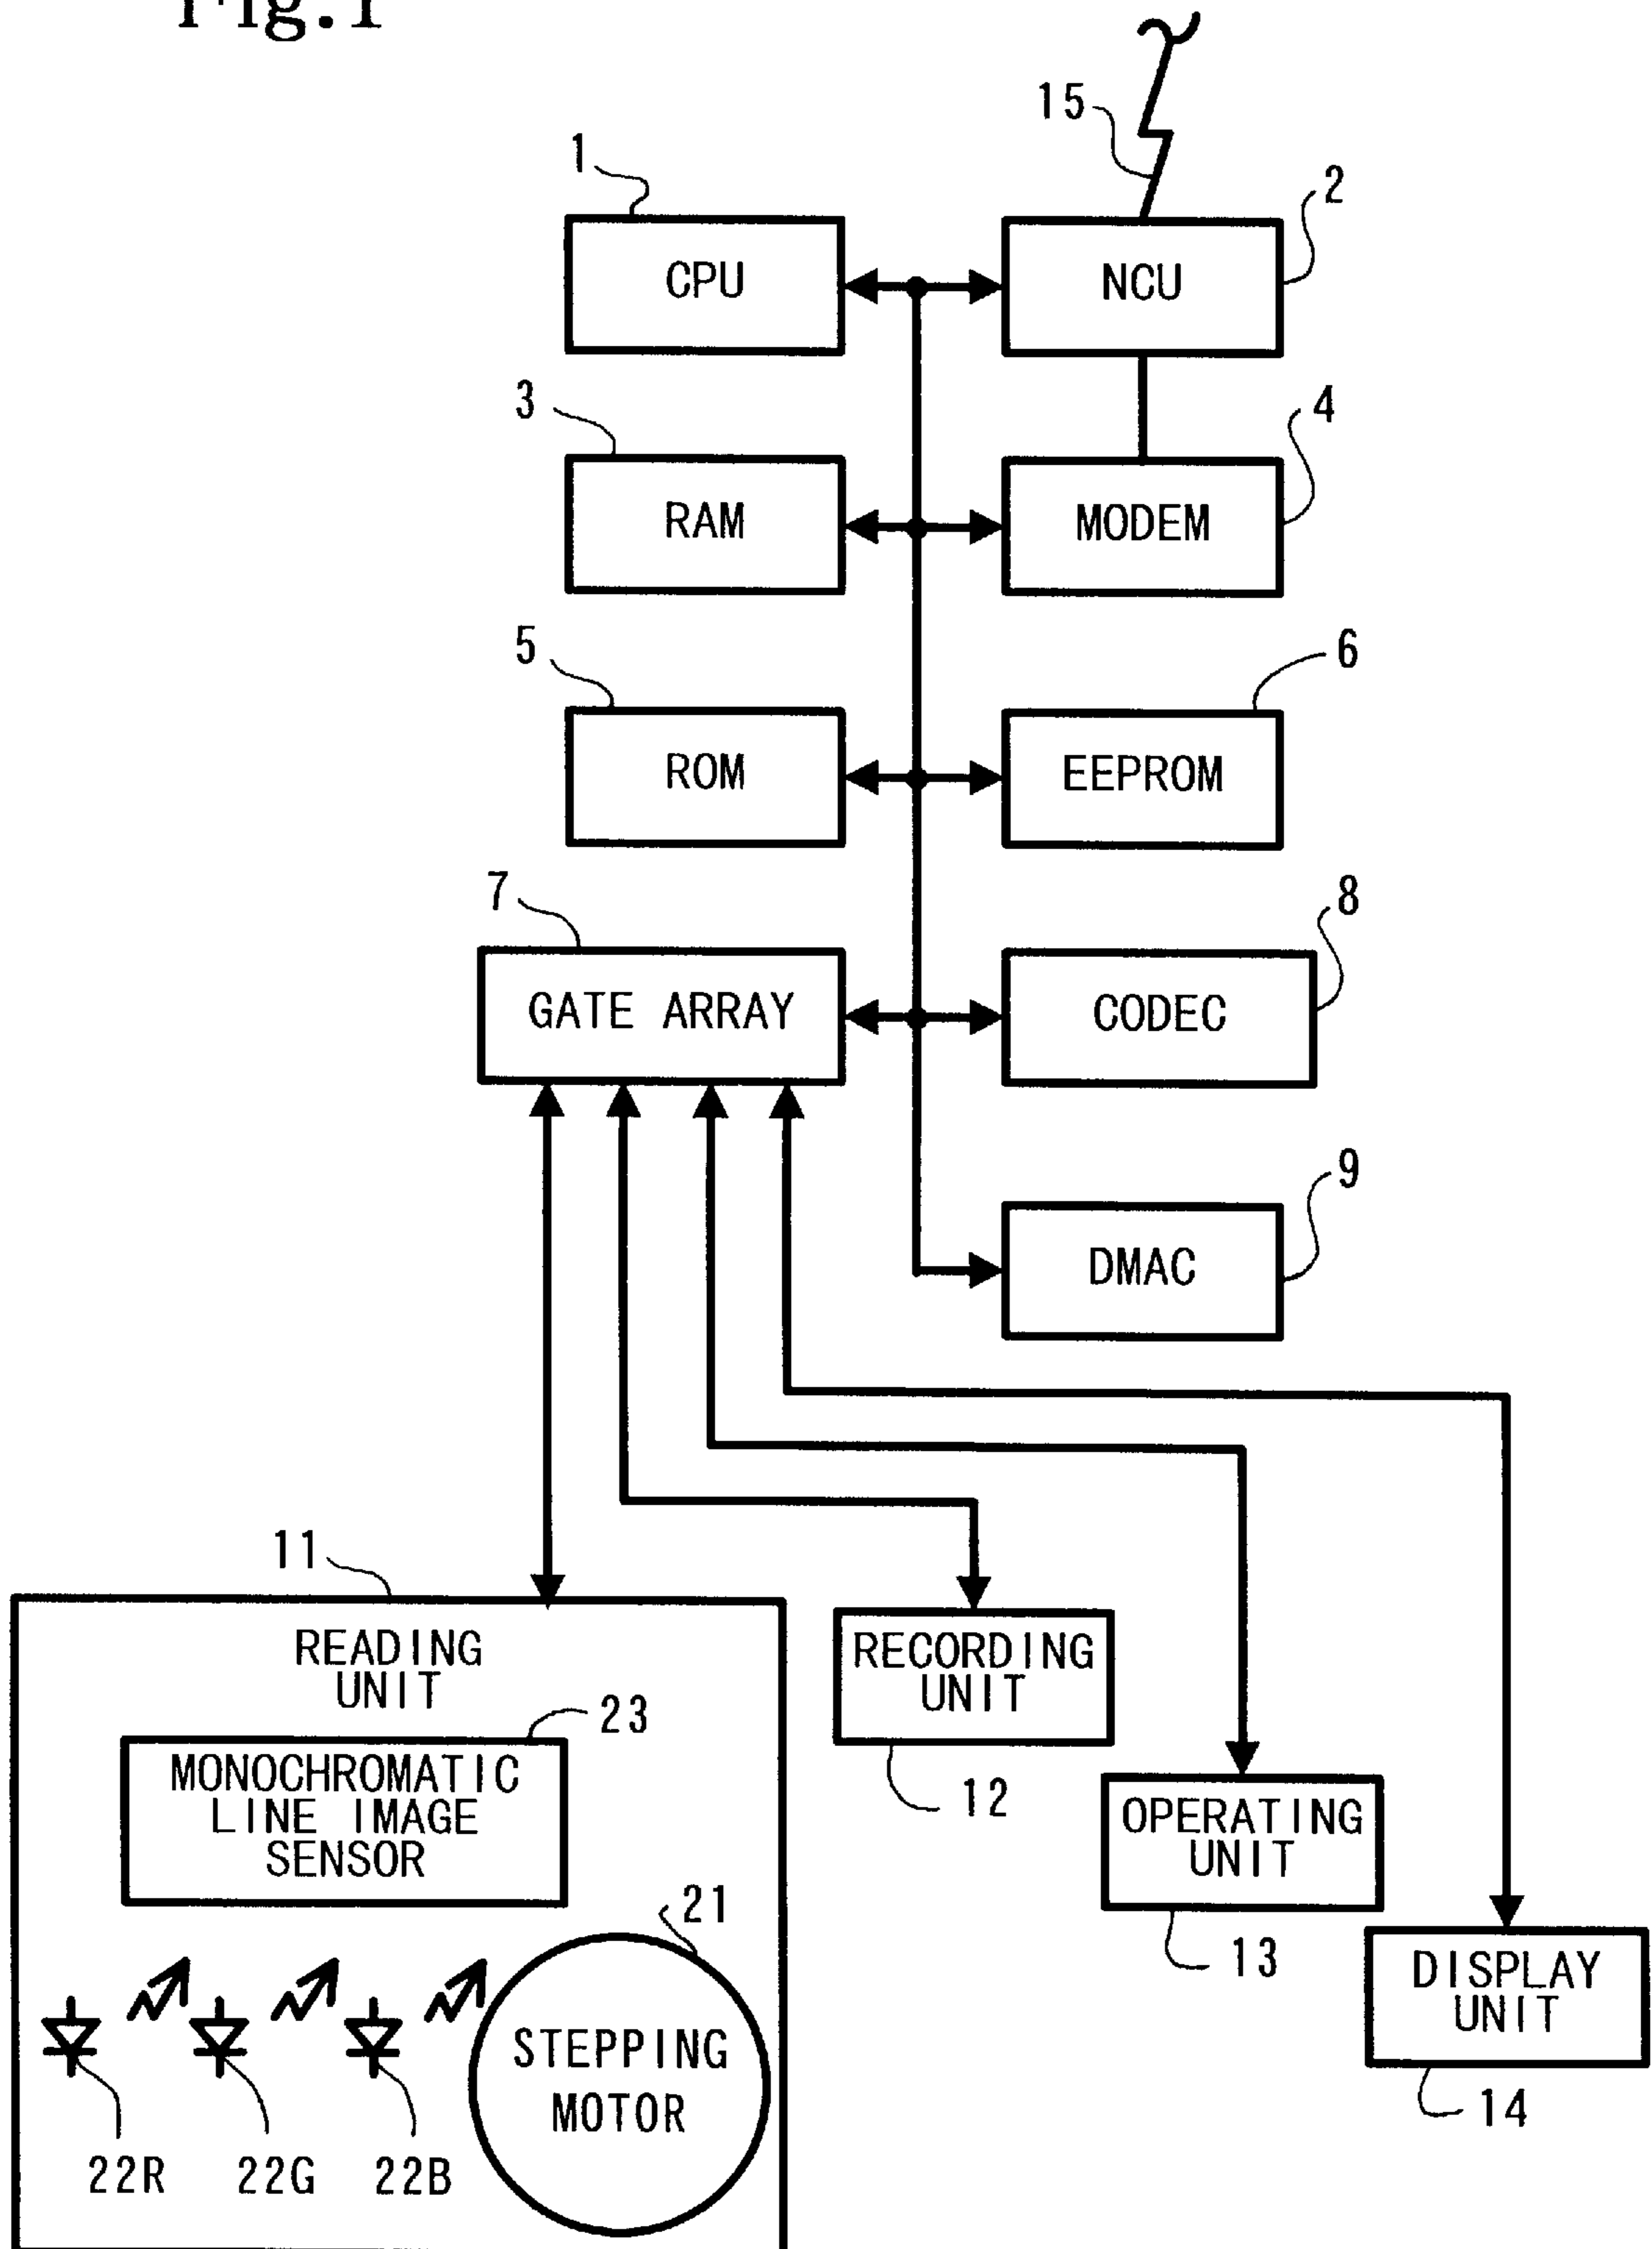 Fig.1
15
1
2
CPU
NCU
3
4
RAM
MODEM
5
6
ROM
EEPROM
7
8
GATE ARRAY
CODEC
9
DMAC
11
READING
UNIT
RECORDING
UNIT
23
MONOCHROMATIC
LINE IMAGE
SENSOR
12
OPERATING
UNIT
21
13
DISPLAY
UNIT
STEPPING
MOTOR
14
22R
22G
22B